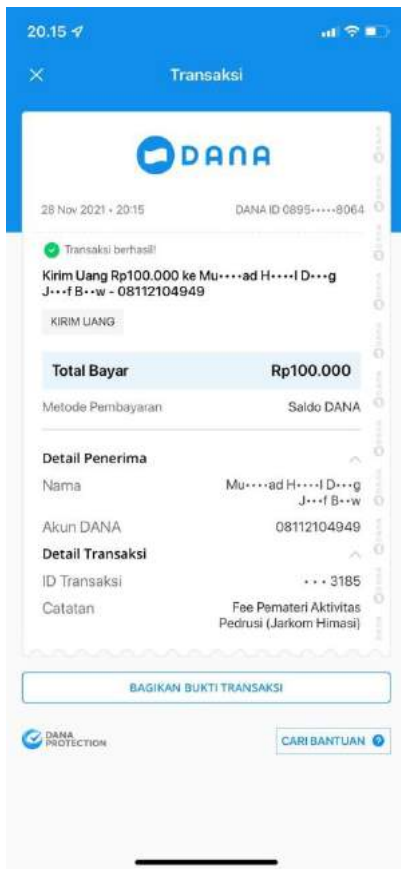 20.15
Transaksi
DANA
28 Nov 2021 • 20:15
DANA ID 0895•••••8064
Transaksi berhasil!
Kirim Uang Rp100.000 ke Mu••••ad H••••l D•••g
J•••f B••w - 08112104949
KIRIM UANG
Total Bayar
Rp100.000
Metode Pembayaran
Saldo DANA
Detail Penerima
Nama
Mu••••ad H••••l D•••g
J•••f B••w
Akun DANA
08112104949
Detail Transaksi
ID Transaksi
••• 3185
Catatan
Fee Pemateri Aktivitas
Pedrusi (Jarkom Himasi)
BAGIKAN BUKTI TRANSAKSI
DANA
PROTECTION
CARI BANTUAN